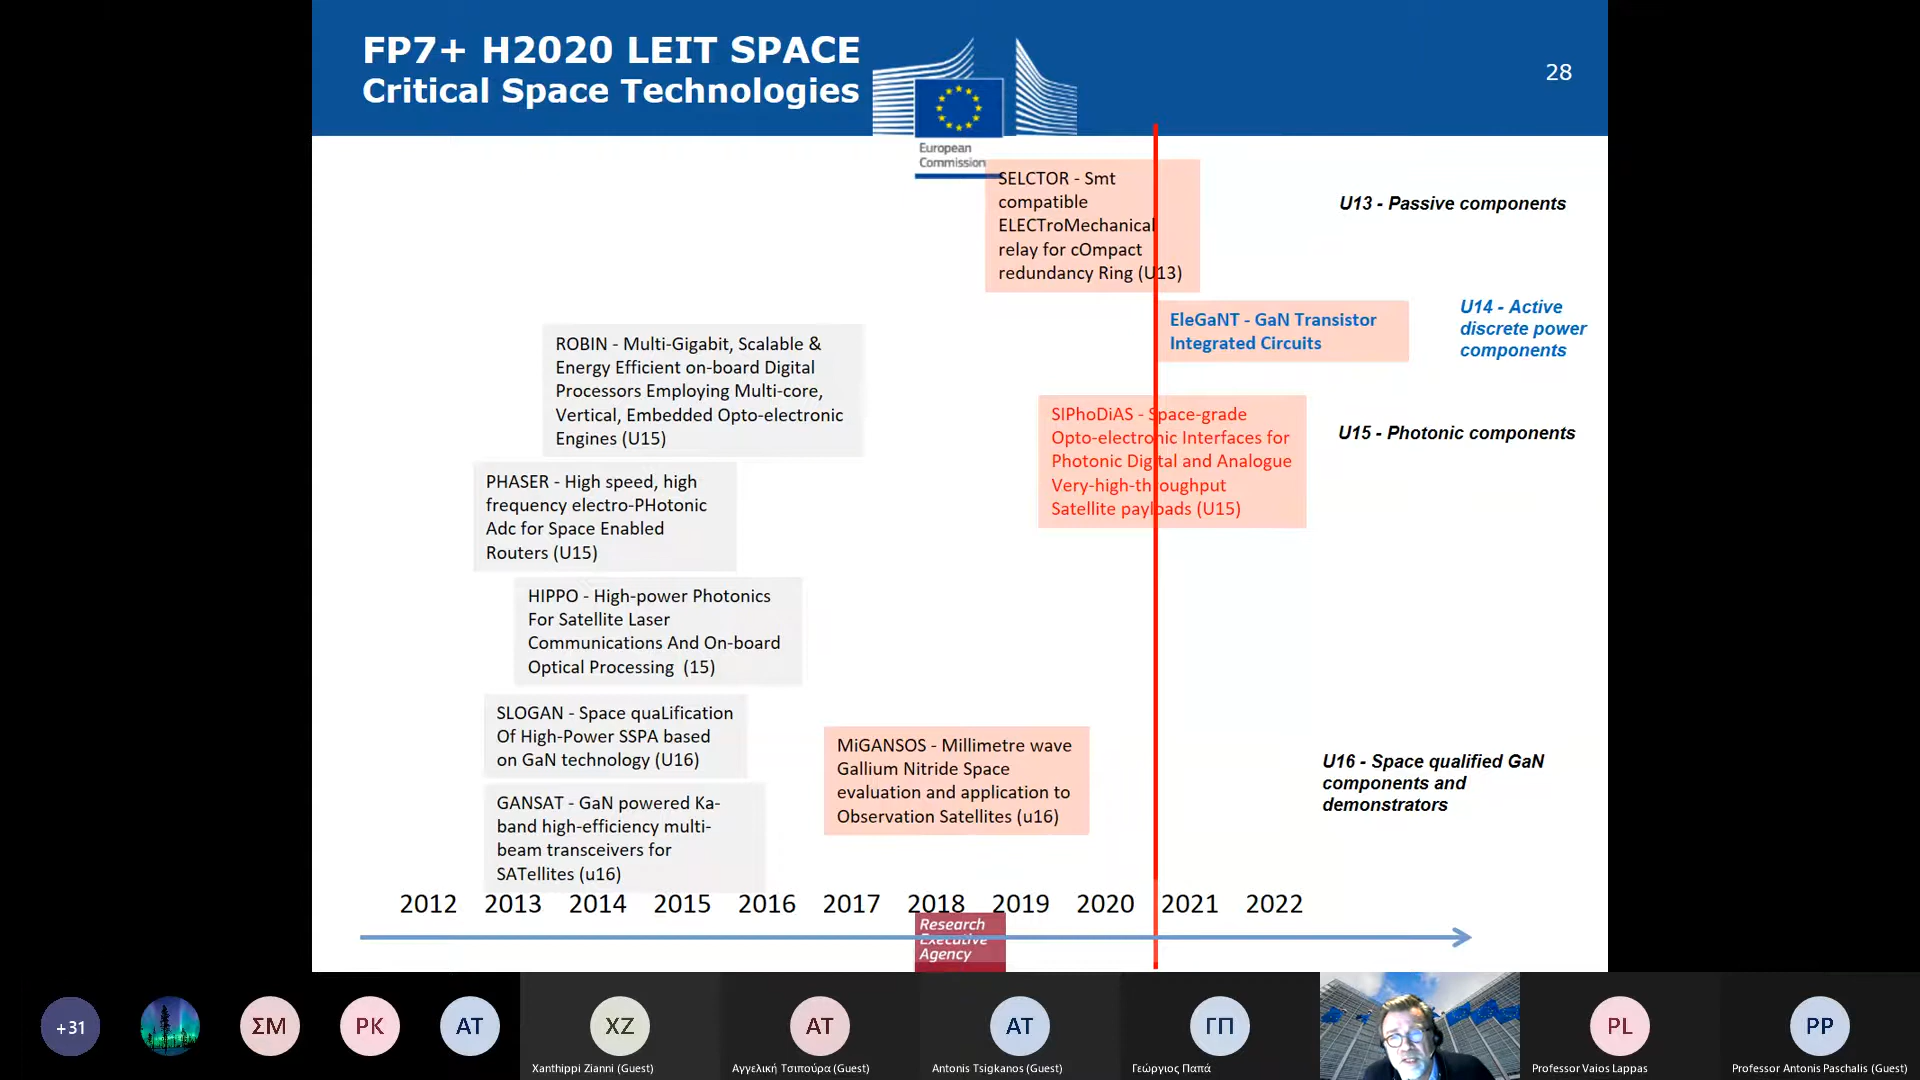 FP7+ H2020 LEIT SPACE
Critical Space Technologies
28
European
Commission
SELCTOR - Smt
compatible
ELECTroMechanical
relay for cOmpact
redundancy Ring (U13)
U13 - Passive components
EleGaNT - GaN Transistor
Integrated Circuits
U14 - Active
discrete power
components
ROBIN - Multi-Gigabit, Scalable &
Energy Efficient on-board Digital
Processors Employing Multi-core,
Vertical, Embedded Opto-electronic
Engines (U15)
SIPhoDiAS - Space-grade
Opto-electronic Interfaces for
Photonic Digital and Analogue
Very-high-throughput
Satellite payloads (U15)
U15 - Photonic components
PHASER - High speed, high
frequency electro-PHotonic
Adc for Space Enabled
Routers (U15)
HIPPO - High-power Photonics
For Satellite Laser
Communications And On-board
Optical Processing (15)
SLOGAN - Space quaLification
Of High-Power SSPA based
on GaN technology (U16)
MiGANSOS - Millimetre wave
Gallium Nitride Space
evaluation and application to
Observation Satellites (u16)
U16 - Space qualified GaN
components and
demonstrators
GANSAT - GaN powered Ka-
band high-efficiency multi-
beam transceivers for
SATellites (u16)
2012 2013 2014 2015 2016 2017 2018 2019 2020 2021 2022
Research
Executive
Agency
+31
ΣΜ
PK
AT
XZ
AT
AT
ΓΠ
PL
PP
Xanthippi Zianni (Guest)
Αγγελική Τσιπούρα (Guest)
Antonis Tsigkanos (Guest)
Γεώργιος Παπά
Professor Vaios Lappas
Professor Antonis Paschalis (Guest)